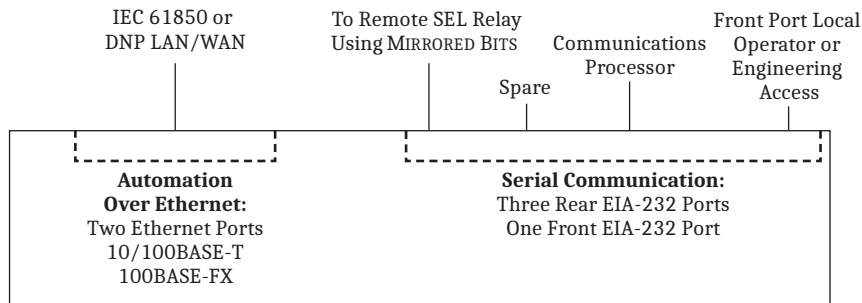 IEC 61850 or
DNP LAN/WAN
To Remote SEL Relay
Using MIRRORED BITS
Spare
Communications
Processor
Front Port Local
Operator or
Engineering
Access
Automation
Over Ethernet:
Two Ethernet Ports
10/100BASE-T
100BASE-FX
Serial Communication:
Three Rear EIA-232 Ports
One Front EIA-232 Port